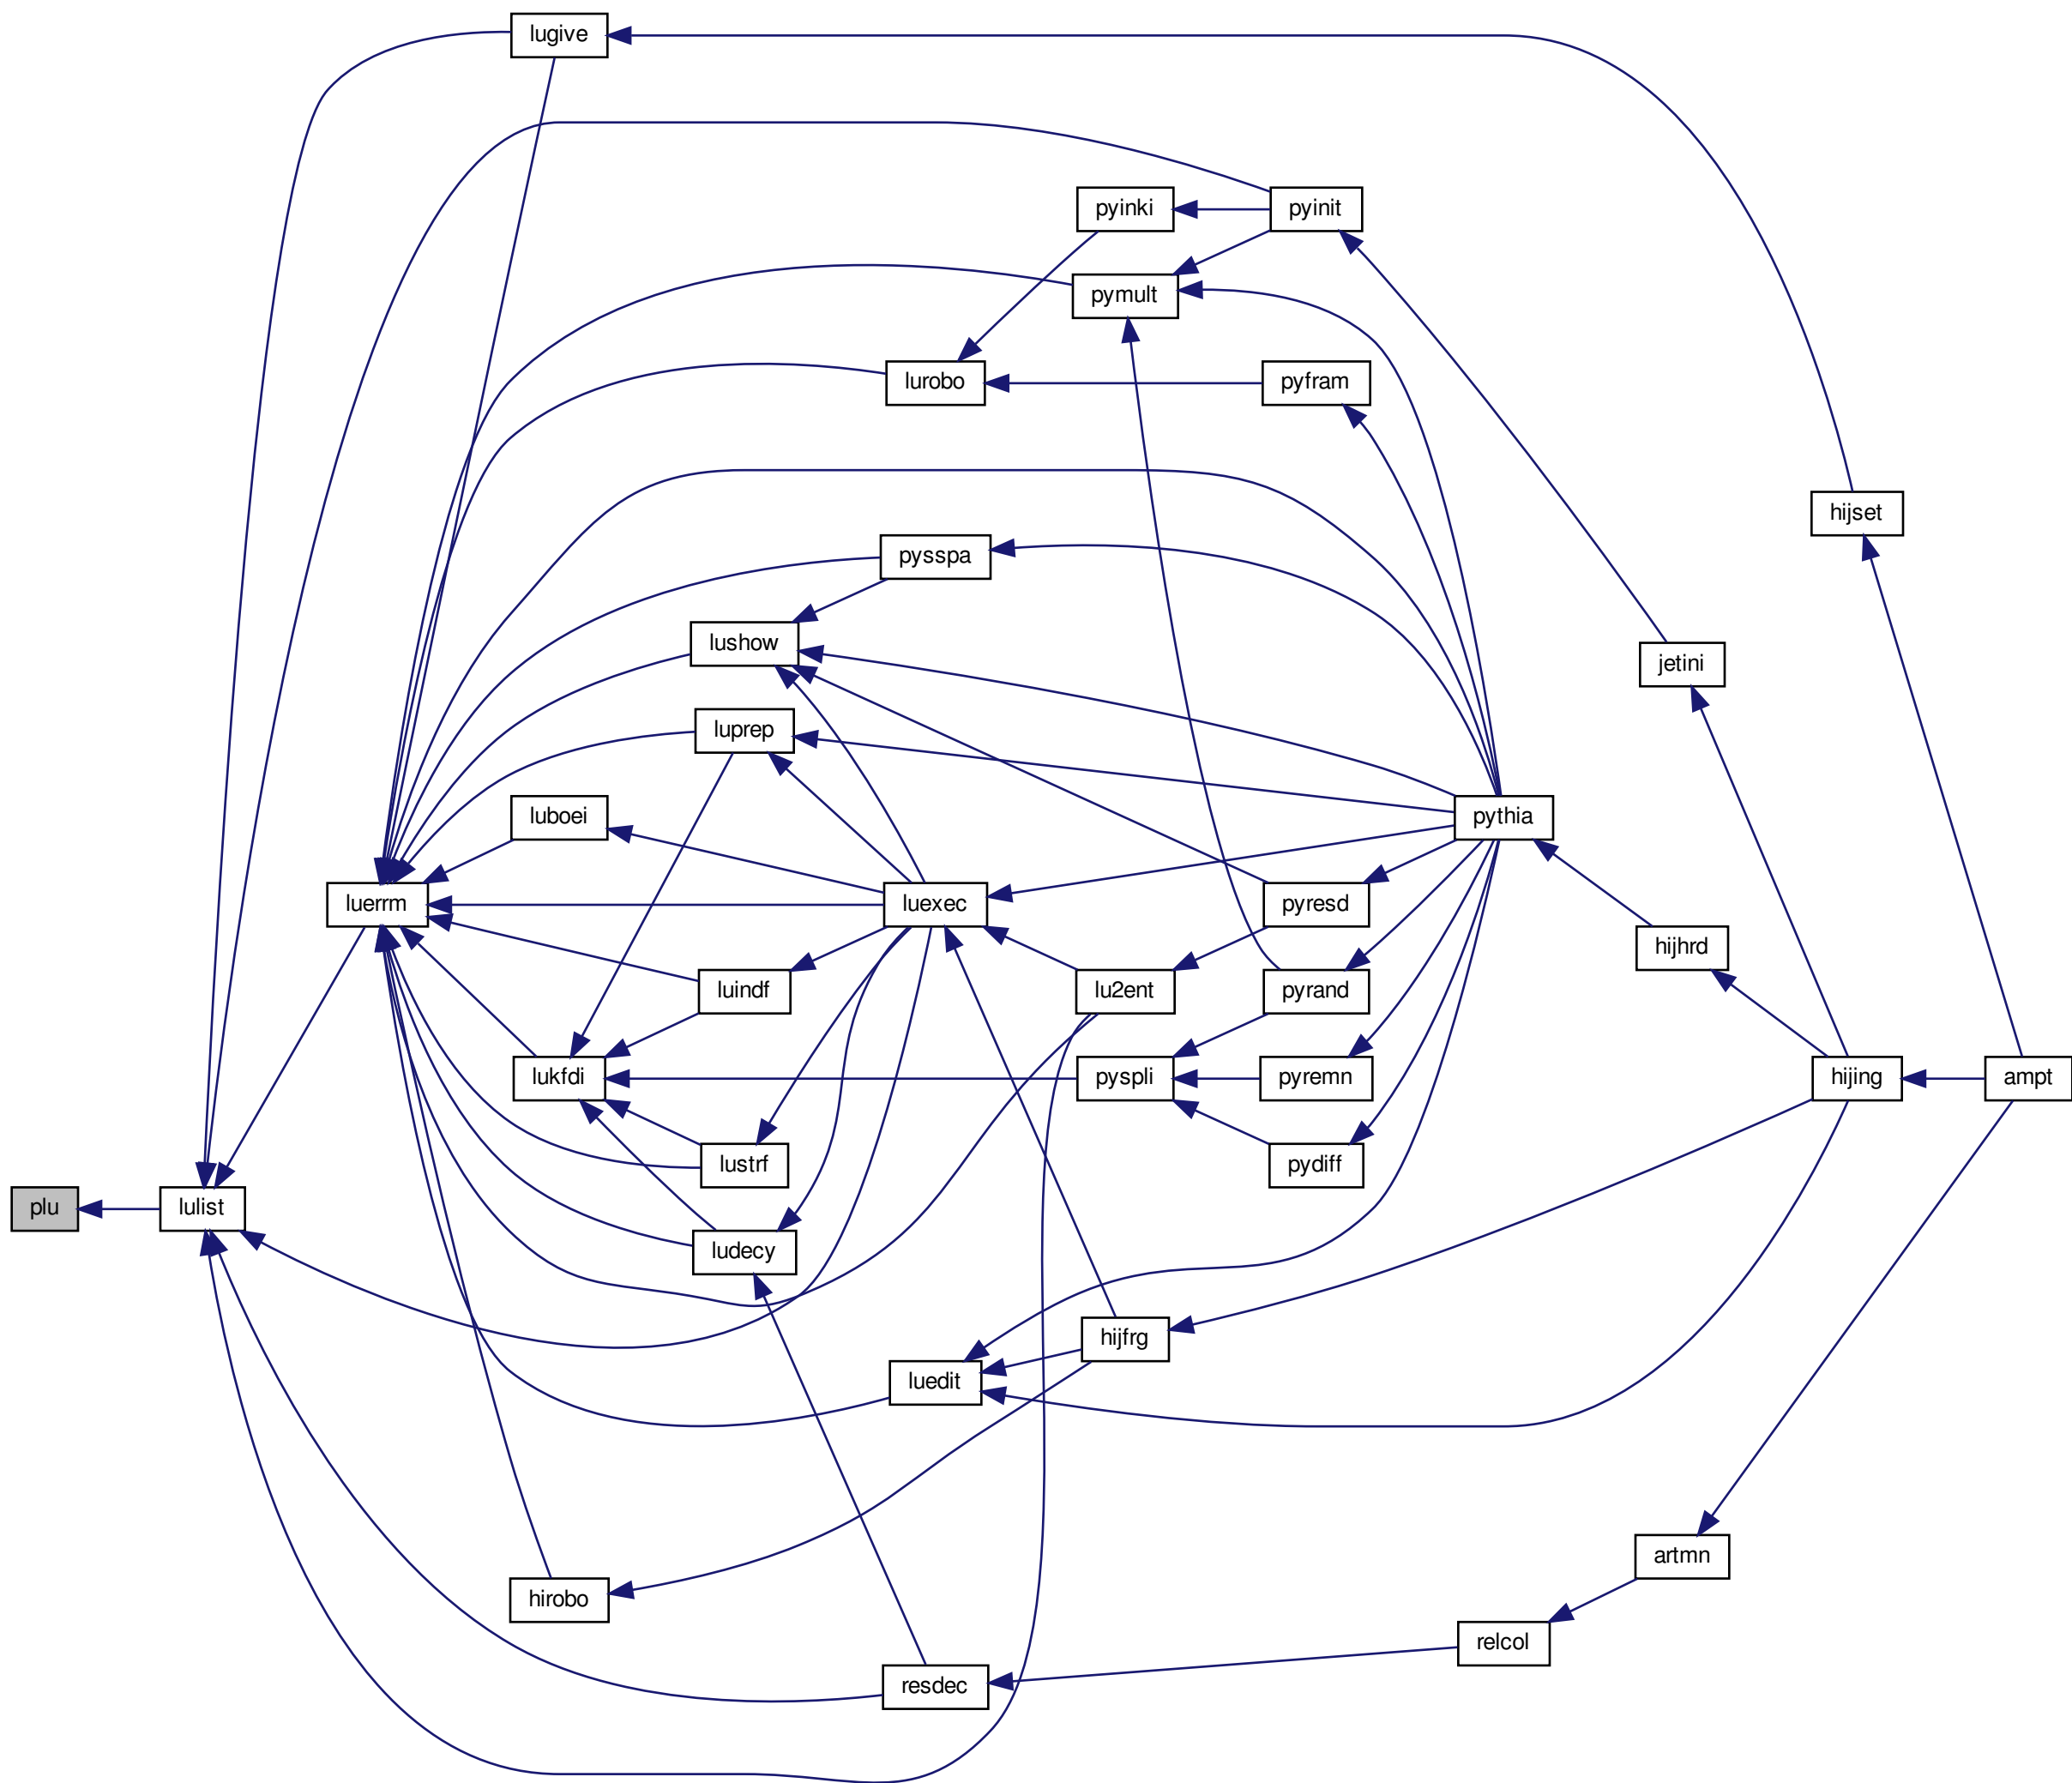 lugive
pyinki
pyinit
pymult
lurobo
pyfram
hijset
pysspa
lushow
jetini
luprep
luboei
pythia
luerrm
luexec
pyresd
hijhrd
luindf
lu2ent
pyrand
lukfdi
pyspli
pyremn
hijing
ampt
lustrf
pydiff
plu
lulist
ludecy
hijfrg
luedit
artmn
hirobo
relcol
resdec